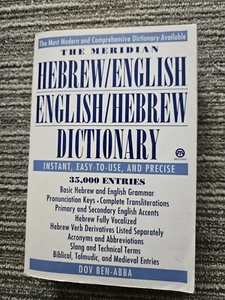 The Most Modern and Comprehensive Dictionary Available
THE MERIDIAN
HEBREW/ENGLISH
ENGLISH/HEBREW
DICTIONARY
INSTANT, EASY-TO-USE, AND PRECISE
35,000 ENTRIES
Basic Hebrew and English Grammar
Pronunciation Keys - Complete Transliterations
Primary and Secondary English Accents
Hebrew Fully Vocalized
Hebrew Verb Derivatives Listed Separately
Acronyms and Abbreviations
Slang and Technical Terms
Biblical, Talmudic, and Medieval Entries
DOV BEN-ABBA